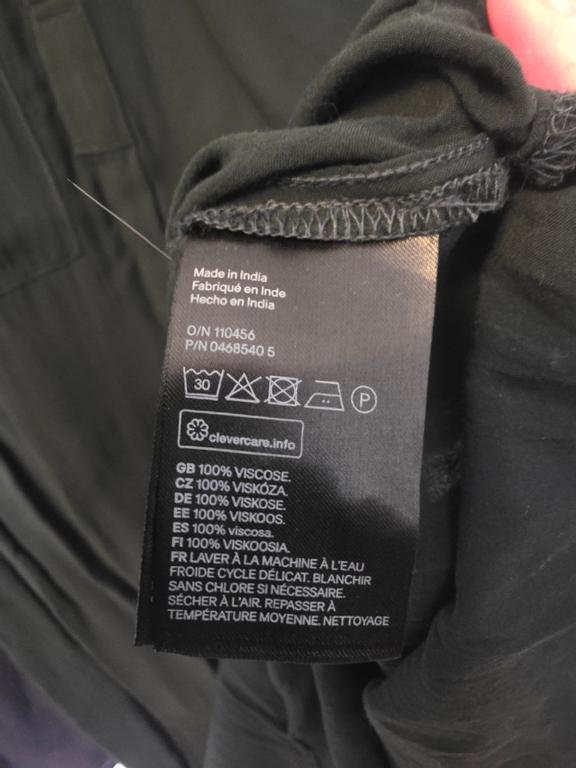 Made in India
Fabriqué en Inde
Hecho en India
O/N 110456
P/N 0468540 5
30 P
clevercare.info
GB 100% VISCOSE.
CZ 100% VISKÓZA.
DE 100% VISKOSE.
EE 100% VISKOOS.
ES 100% viscosa.
FI 100% VISKOOSIA.
FR LAVER À LA MACHINE À L'EAU
FROIDE CYCLE DÉLICAT. BLANCHIR
SANS CHLORE SI NÉCESSAIRE.
SÉCHER À L'AIR. REPASSER À
TEMPÉRATURE MOYENNE. NETTOYAGE